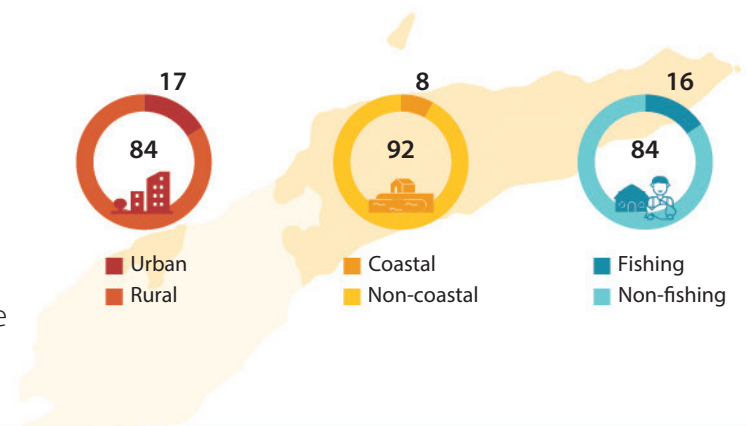 17
84
Urban
Rural
8
92
Coastal
Non-coastal
16
84
Fishing
Non-fishing
e